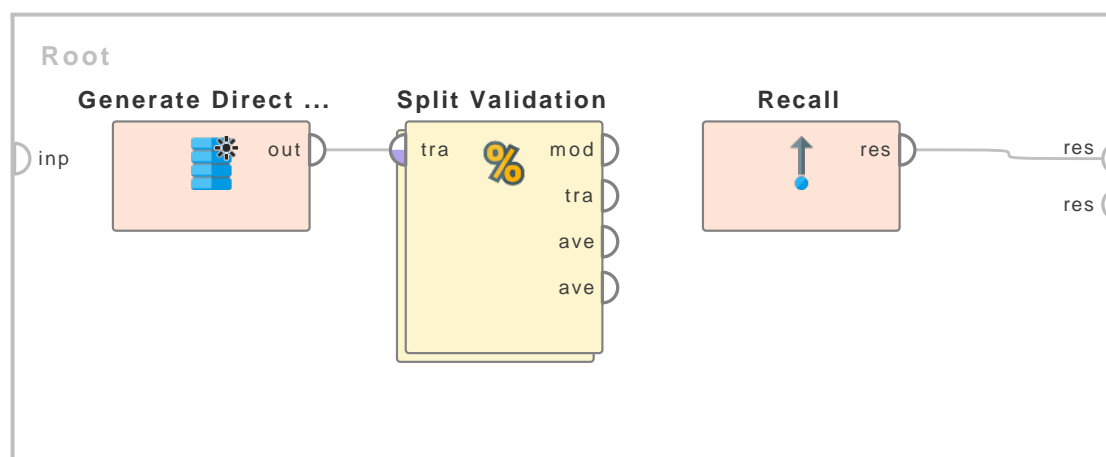 Root
Generate Direct ...
Split Validation
Recall
inp
out
tra
%
mod
res
res
tra
res
ave
ave